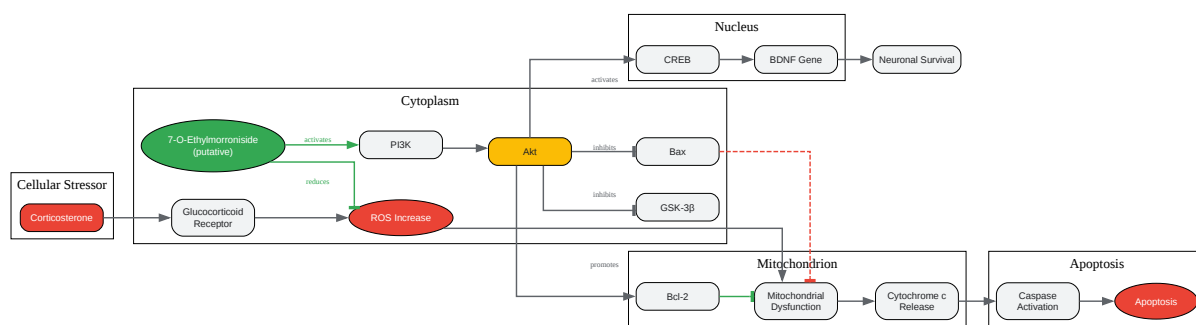 Nucleus
CREB
BDNF Gene
Neuronal Survival
activates
Cytoplasm
7-O-Ethylmorroniside
(putative)
activates
PI3K
Akt
inhibits
Bax
reduces
inhibits
GSK-3β
Cellular Stressor
Corticosterone
Glucocorticoid
Receptor
ROS Increase
promotes
Mitochondrion
Bcl-2
Mitochondrial
Dysfunction
Cytochrome c
Release
Apoptosis
Caspase
Activation
Apoptosis